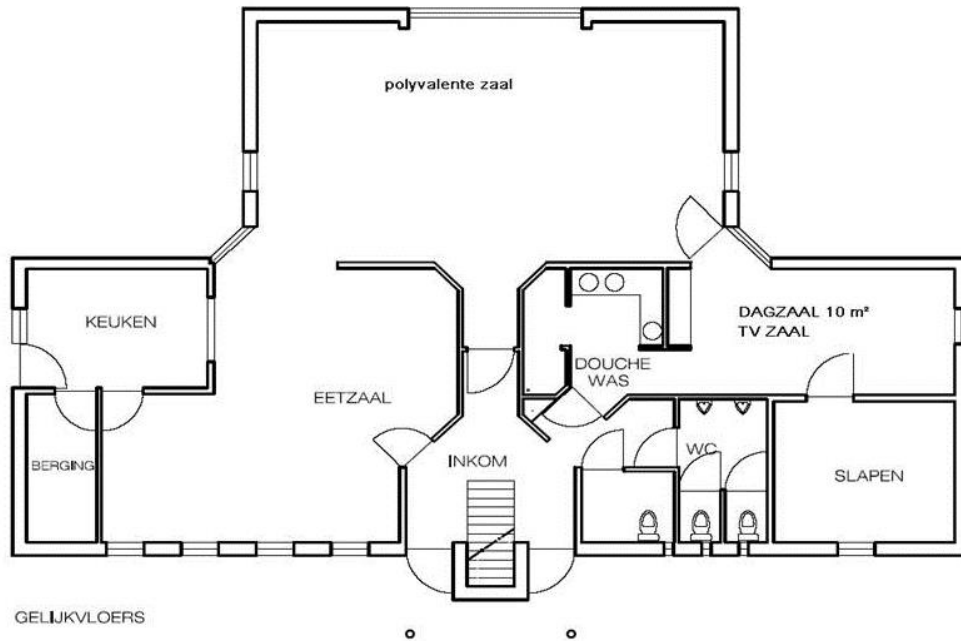 polyvalente zaal
KEUKEN
DAGZAAL 10 m²
TV ZAAL
DOUCHE
WAS
EETZAAL
INKOM
WC
BERGING
SLAPEN
GELIJKVLOERS